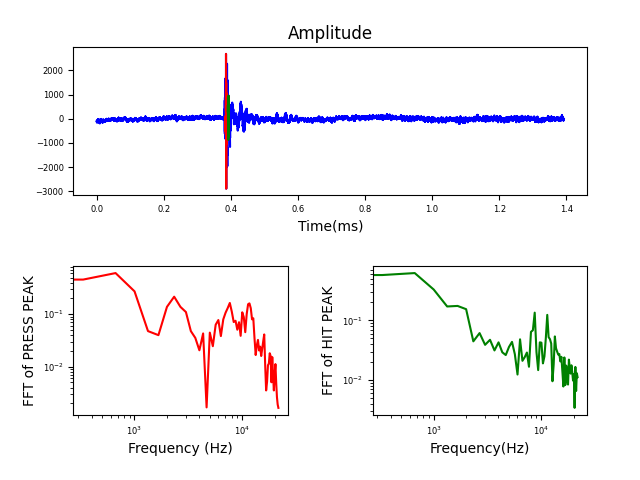 Amplitude
2000
1000
0
−1000
−2000
−3000
0.0 0.2 0.4 0.6 0.8 1.0 1.2 1.4
Time(ms)
FFT of PRESS PEAK
10⁻¹
10⁻²
10³ 10⁴
Frequency (Hz)
FFT of HIT PEAK
10⁻¹
10⁻²
10³ 10⁴
Frequency(Hz)